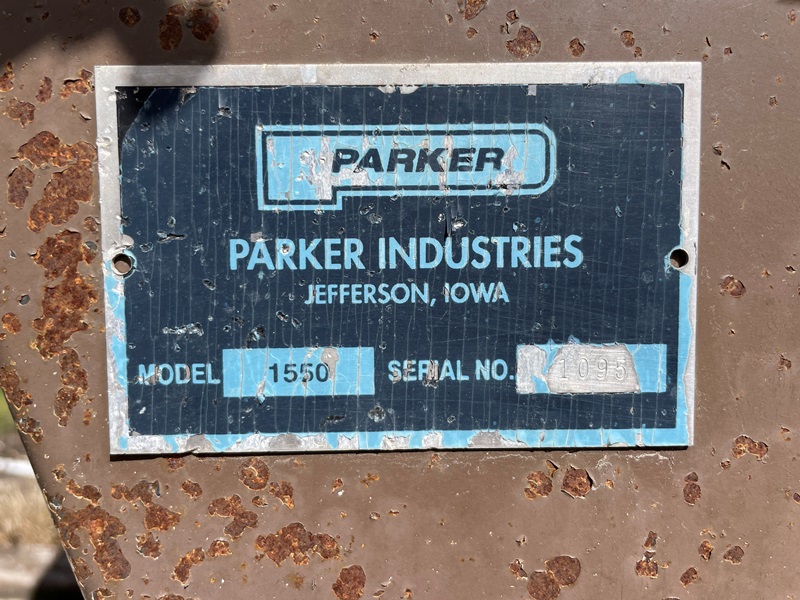 PARKER
PARKER INDUSTRIES
JEFFERSON, IOWA
MODEL 1550 SERIAL NO. 1095